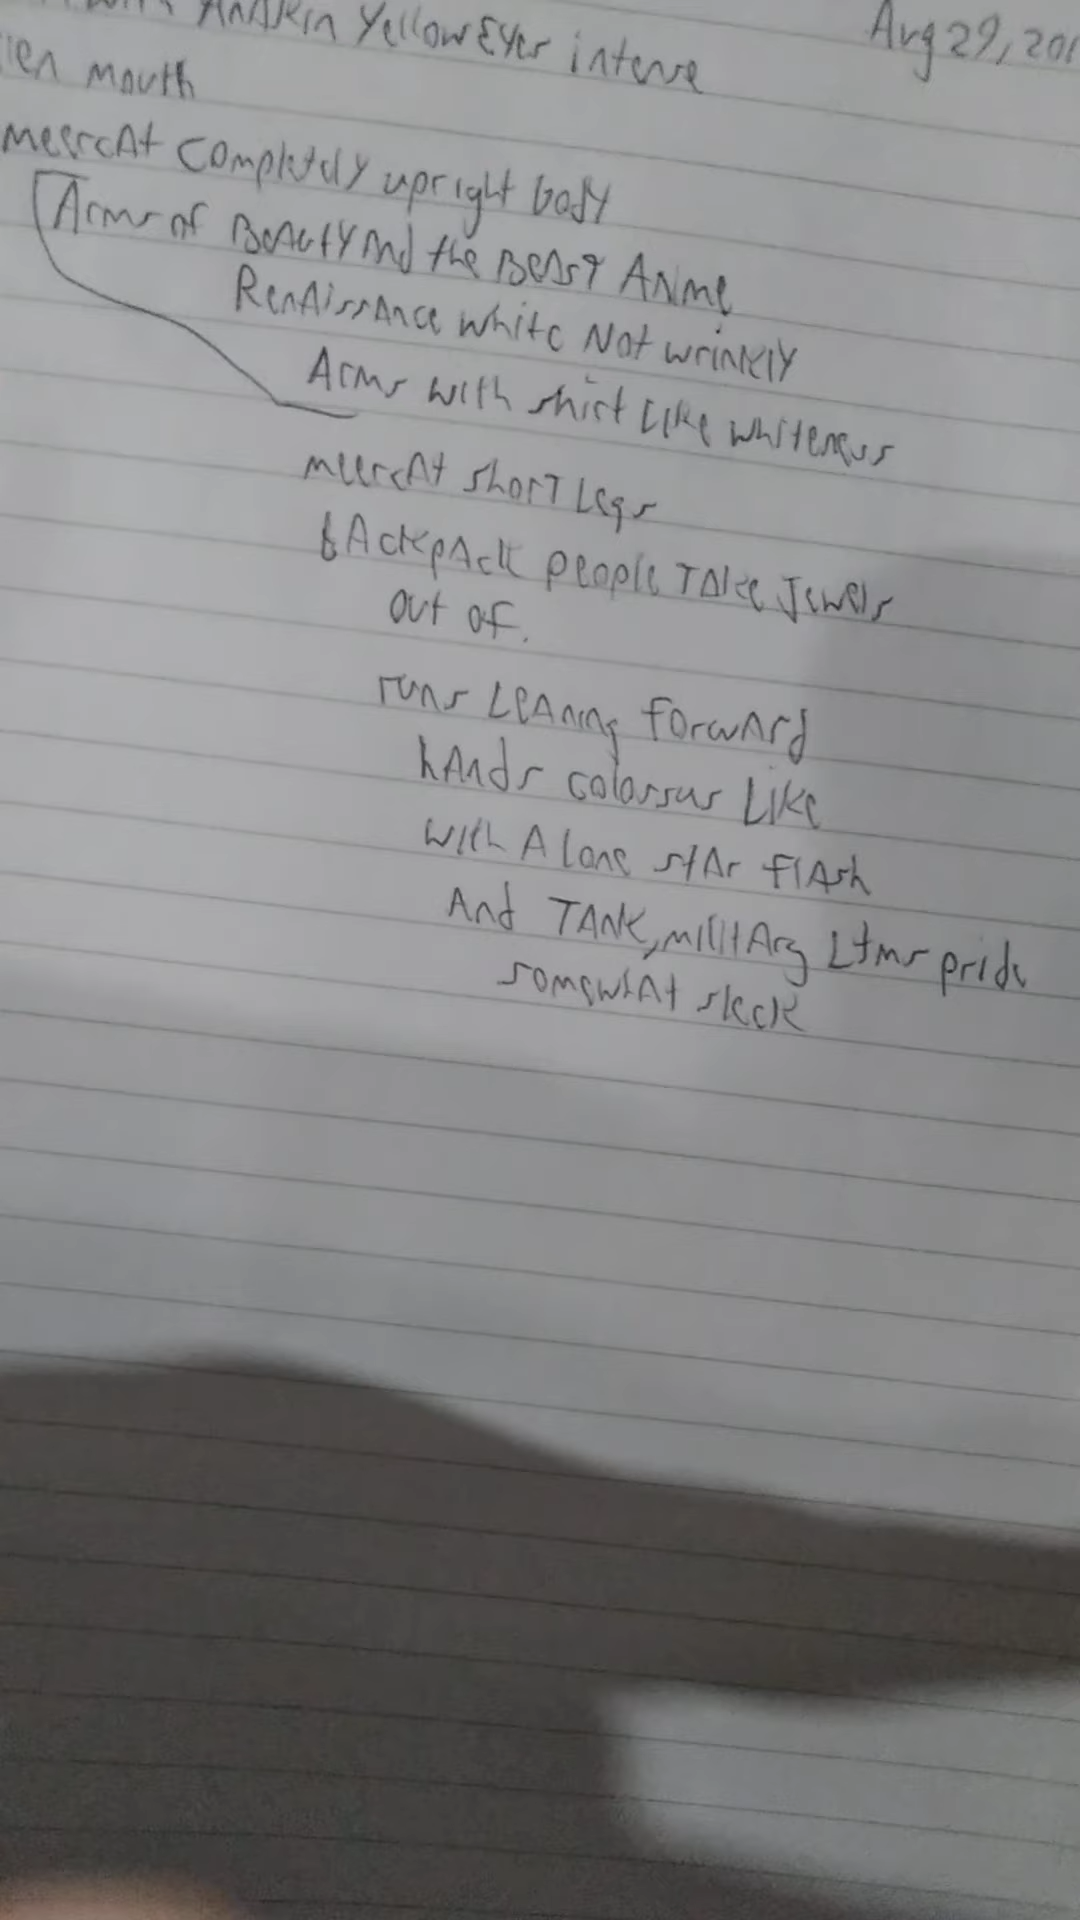 Anakin Yellow Eyes intense
Aug 29, 201
ien mouth
meercat completely upright body
Arms of Beauty and the Beast Anime
Renaissance white Not wrinkly
Arms with shirt Like whiteness
meercat short Legs
backpack people Take Jewels
out of.
runs Leaning forward
hands colossus Like
with A lone star flash
And TANK, military pride
somewhat sleek